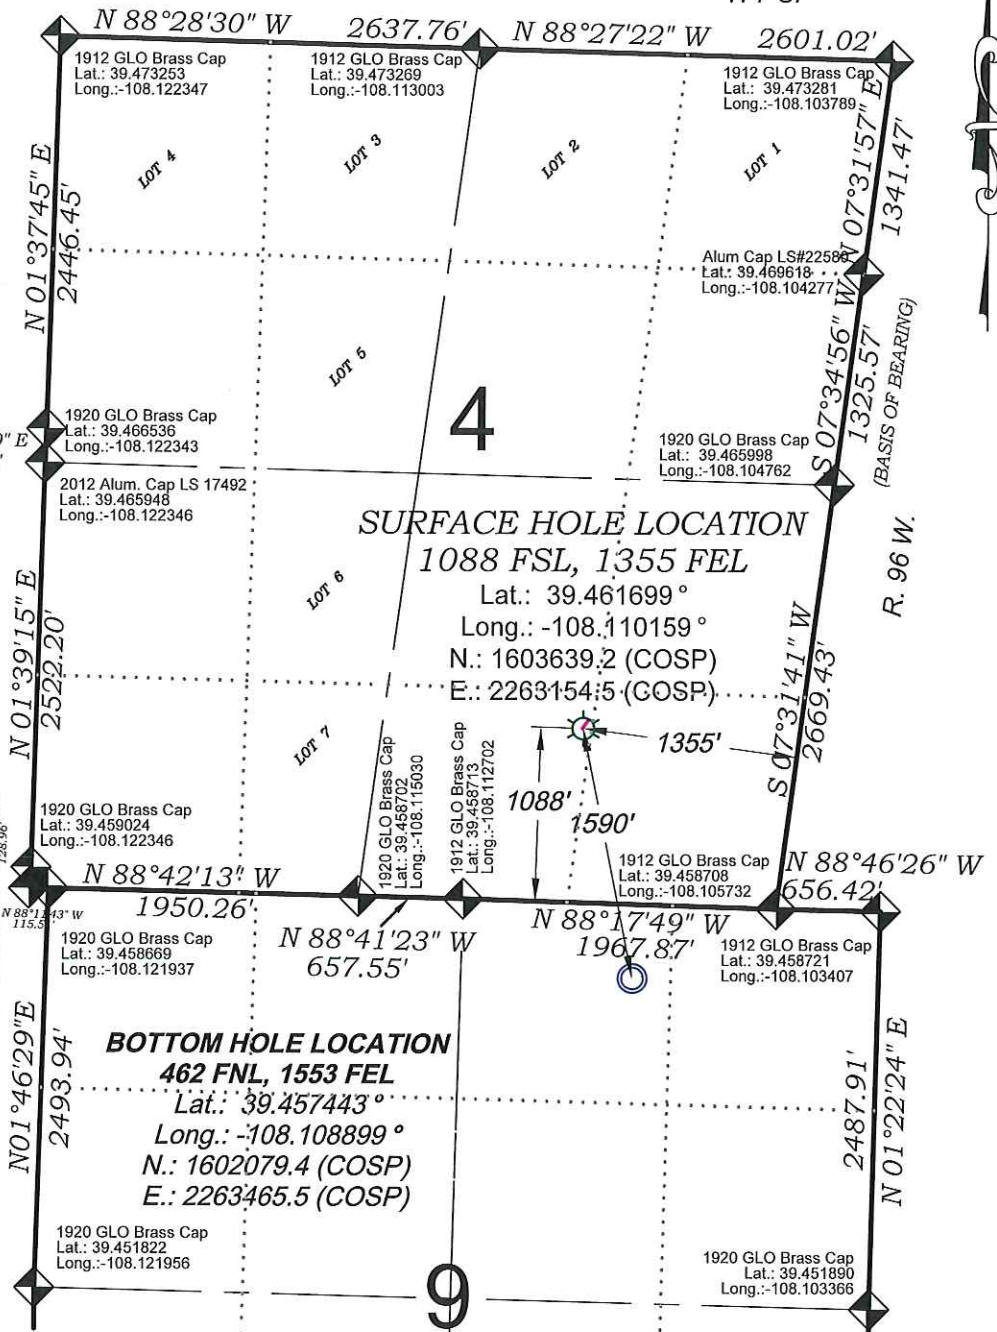 N 88°28'30" W 2637.76' N 88°27'22" W 2601.02'
1912 GLO Brass Cap
Lat.: 39.473253
Long.:-108.122347
1912 GLO Brass Cap
Lat.: 39.473269
Long.:-108.113003
1912 GLO Brass Cap
Lat.: 39.473281
Long.:-108.103789
N 07°31'57" E
1341.47'
LOT 4
LOT 3
LOT 2
LOT 1
N 01°37'45" E
2446.45'
Alum Cap LS#22580
Lat.: 39.469618
Long.:-108.104277
S 07°34'56" W
1325.57'
(BASIS OF BEARING)
LOT 5
4
1920 GLO Brass Cap
Lat.: 39.466536
Long.:-108.122343
" E
1920 GLO Brass Cap
Lat.: 39.465998
Long.:-108.104762
2012 Alum. Cap LS 17492
Lat.: 39.465948
Long.:-108.122346
SURFACE HOLE LOCATION
1088 FSL, 1355 FEL
Lat.: 39.461699°
Long.: -108.110159°
N.: 1603639.2 (COSP)
E.: 2263154.5 (COSP)
R. 96 W.
LOT 6
N 01°39'15" E
2522.20'
S 07°31'41" W
2669.43'
LOT 7
1355'
1088'
1590'
1920 GLO Brass Cap
Lat.: 39.458702
Long.:-108.115030
1912 GLO Brass Cap
Lat.: 39.458713
Long.:-108.112702
1920 GLO Brass Cap
Lat.: 39.459024
Long.:-108.122346
128.96'
1912 GLO Brass Cap
Lat.: 39.458708
Long.:-108.105732
N 88°46'26" W
656.42'
N 88°42'13" W
1950.26'
N 88°11'43" W
N 88°41'23" W
657.55'
N 88°17'49" W
1967.87'
1920 GLO Brass Cap
Lat.: 39.458669
Long.:-108.121937
1912 GLO Brass Cap
Lat.: 39.458721
Long.:-108.103407
BOTTOM HOLE LOCATION
462 FNL, 1553 FEL
Lat.: 39.457443°
Long.: -108.108899°
N.: 1602079.4 (COSP)
E.: 2263465.5 (COSP)
N01°46'29"E
2493.94'
2487.91'
N 01°22'24" E
1920 GLO Brass Cap
Lat.: 39.451822
Long.:-108.121956
1920 GLO Brass Cap
Lat.: 39.451890
Long.:-108.103366
9